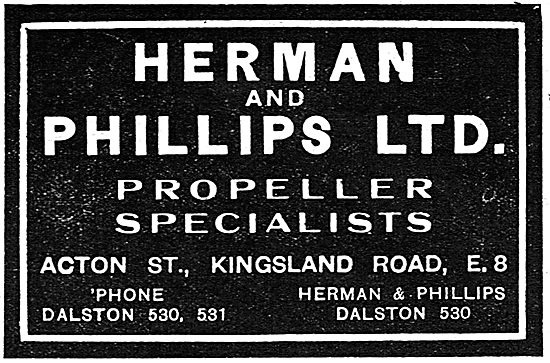 HERMAN
AND
PHILLIPS LTD.
PROPELLER
SPECIALISTS
ACTON ST., KINGSLAND ROAD, E.8
'PHONE
DALSTON 530, 531
HERMAN & PHILLIPS
DALSTON 530